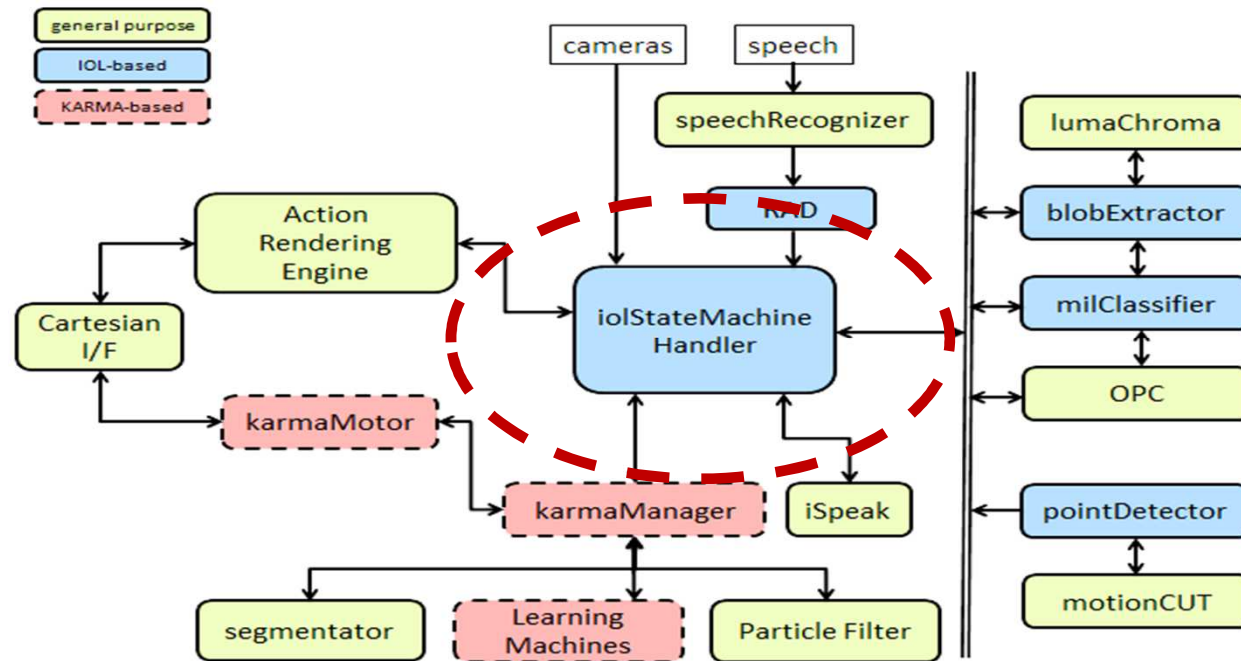 general purpose
IOL-based
KARMA-based
cameras
speech
speechRecognizer
RAD
Action
Rendering
Engine
Cartesian
I/F
iolStateMachine
Handler
karmaMotor
karmaManager
iSpeak
segmentator
Learning
Machines
Particle Filter
lumaChroma
blobExtractor
milClassifier
OPC
pointDetector
motionCUT